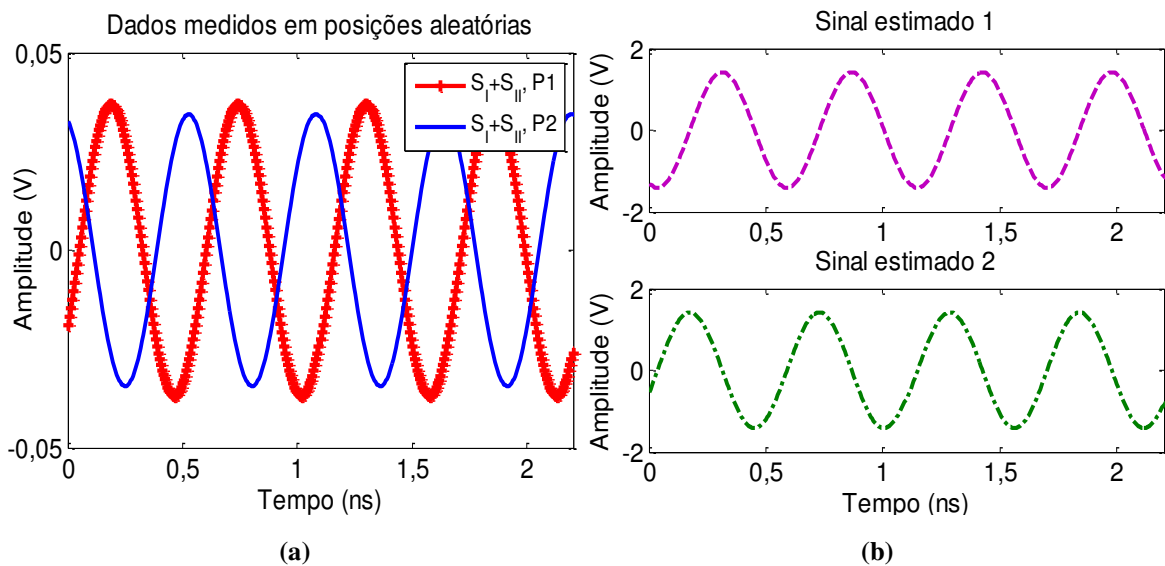 Dados medidos em posições aleatórias
0,05
0
-0,05
Amplitude (V)
S_I+S_II, P1
S_I+S_II, P2
0
0,5
1
1,5
2
Tempo (ns)
(a)
Sinal estimado 1
2
0
-2
Amplitude (V)
0
0,5
1
1,5
2
Sinal estimado 2
2
0
-2
Amplitude (V)
0
0,5
1
1,5
2
Tempo (ns)
(b)